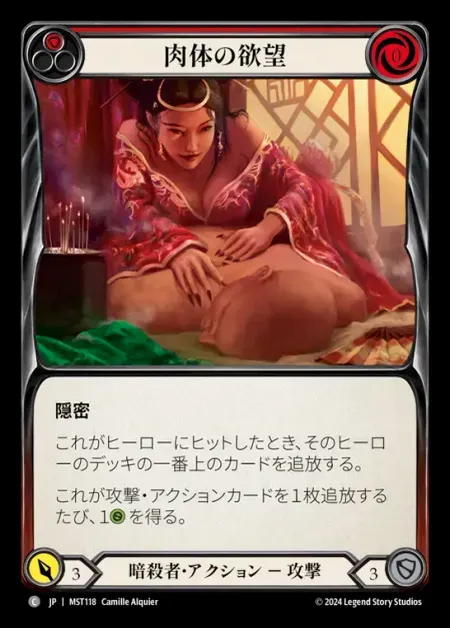 肉体の欲望
0
隠密
これがヒーローにヒットしたとき、そのヒーロ
ーのデッキの一番上のカードを追放する。
これが攻撃・アクションカードを1枚追放する
たび、1を得る。
3
暗殺者・アクション － 攻撃
3
C JP | MST118 Camille Alquier
© 2024 Legend Story Studios